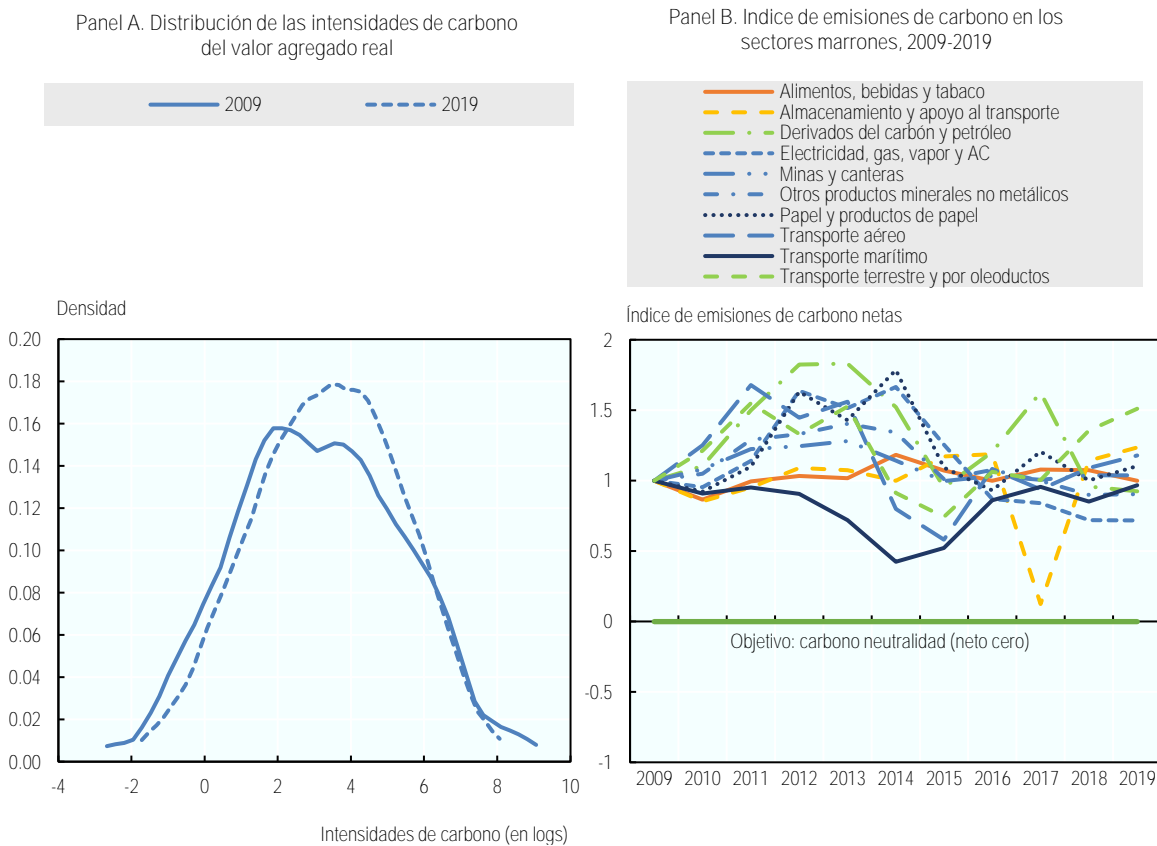 Panel A. Distribución de las intensidades de carbono
del valor agregado real
2009
2019
Densidad
0.20
0.18
0.16
0.14
0.12
0.10
0.08
0.06
0.04
0.02
0.00
-4
-2
0
2
4
6
8
10
Intensidades de carbono (en logs)
Panel B. Indice de emisiones de carbono en los
sectores marrones, 2009-2019
Alimentos, bebidas y tabaco
Almacenamiento y apoyo al transporte
Derivados del carbón y petróleo
Electricidad, gas, vapor y AC
Minas y canteras
Otros productos minerales no metálicos
Papel y productos de papel
Transporte aéreo
Transporte marítimo
Transporte terrestre y por oleoductos
Índice de emisiones de carbono netas
2
1.5
1
0.5
0
Objetivo: carbono neutralidad (neto cero)
-0.5
-1
2009
2010
2011
2012
2013
2014
2015
2016
2017
2018
2019